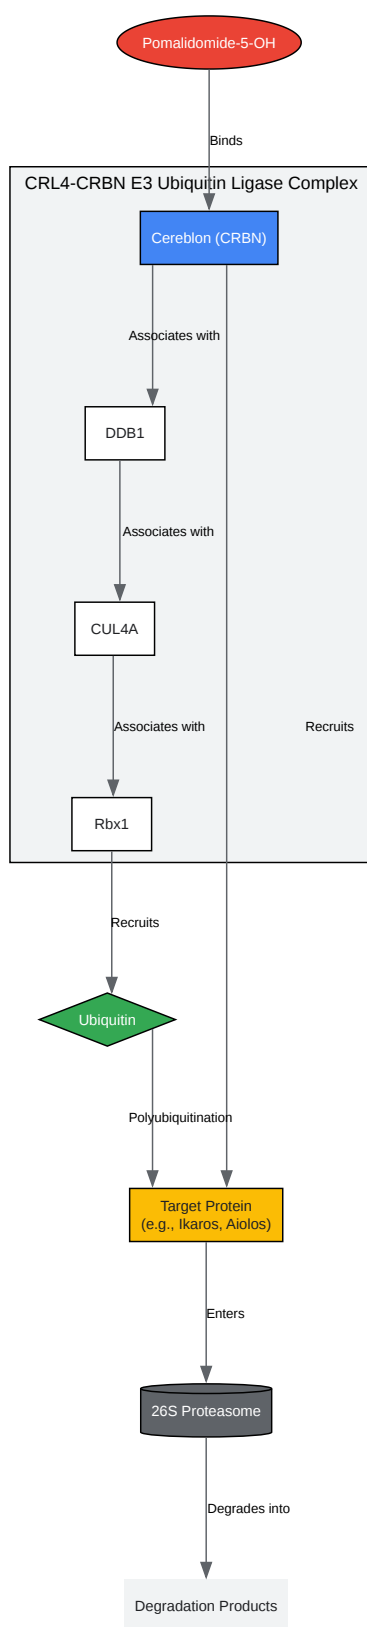 Pomalidomide-5-OH
Binds
CRL4-CRBN E3 Ubiquitin Ligase Complex
Cereblon (CRBN)
Associates with
DDB1
Associates with
CUL4A
Associates with
Recruits
Rbx1
Recruits
Ubiquitin
Polyubiquitination
Target Protein
(e.g., Ikaros, Aiolos)
Enters
26S Proteasome
Degrades into
Degradation Products